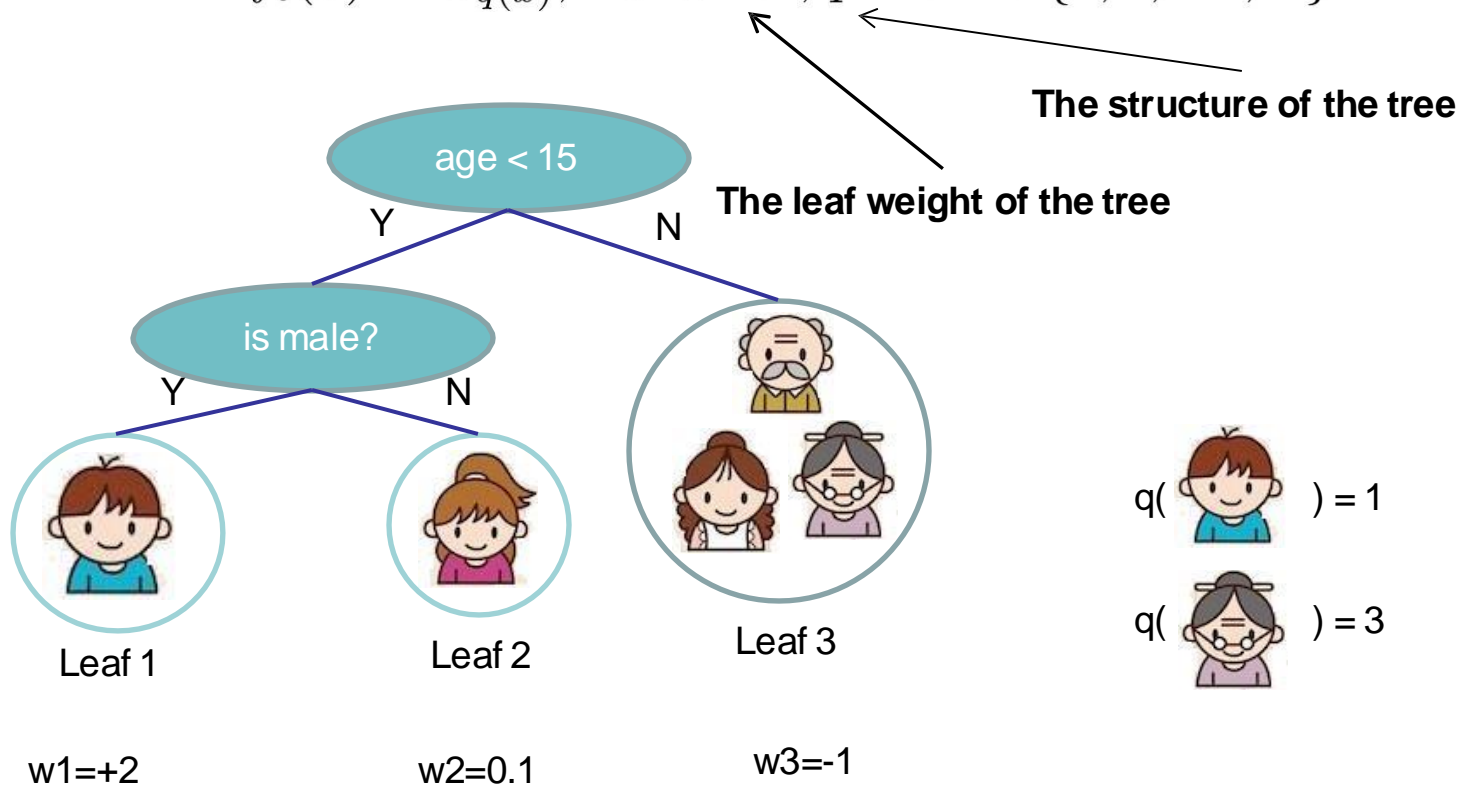 The structure of the tree
age < 15
The leaf weight of the tree
Y
N
is male?
Y
N
q( ) = 1
q( ) = 3
Leaf 1
Leaf 2
Leaf 3
w1=+2
w2=0.1
w3=-1